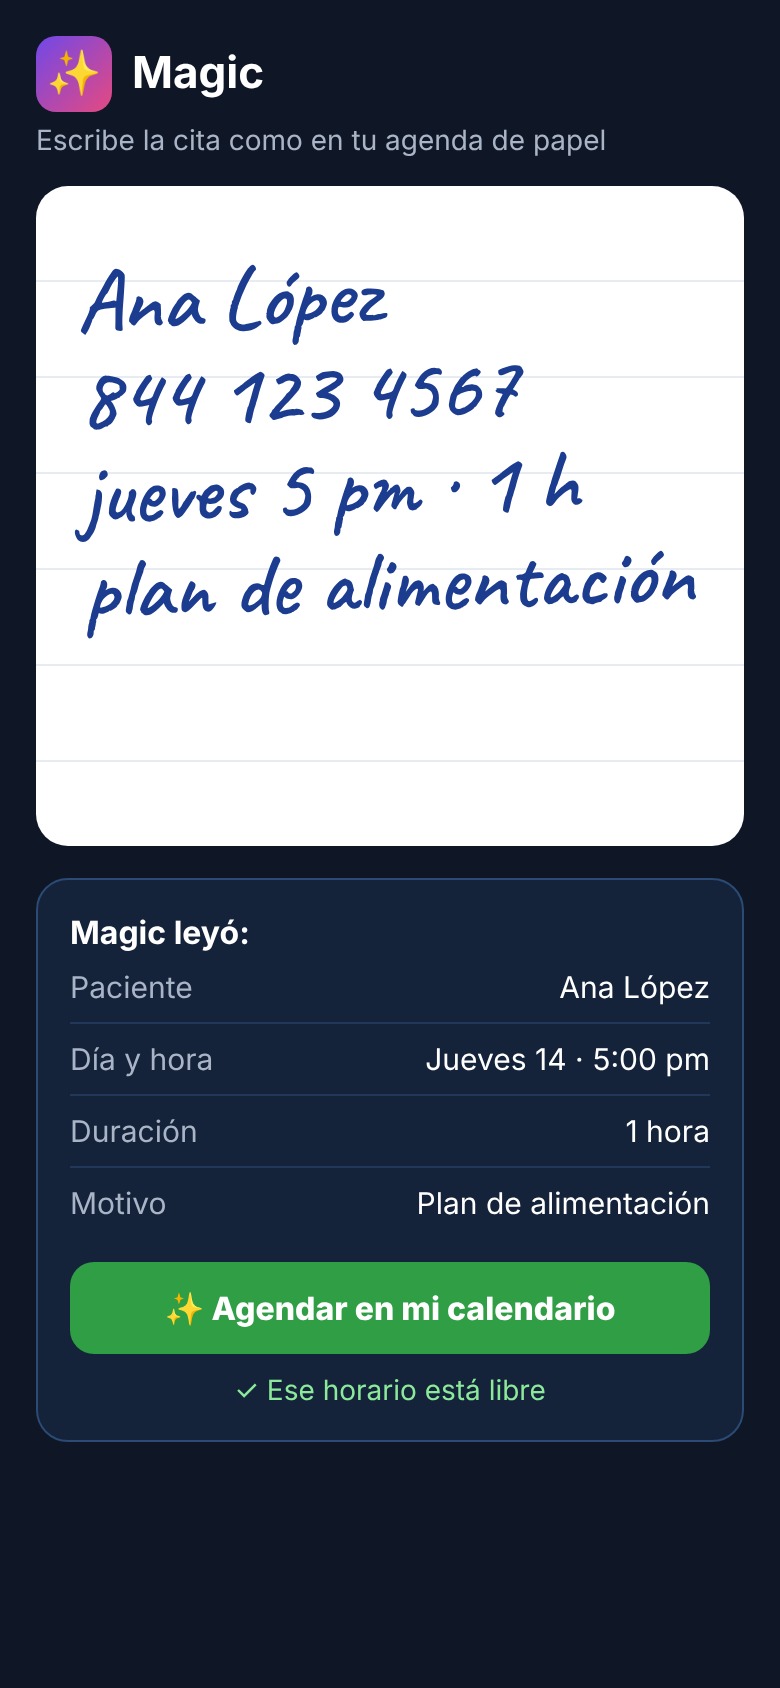 ✨ Magic
Escribe la cita como en tu agenda de papel
Ana López
844 123 4567
jueves 5 pm · 1 h
plan de alimentación
Magic leyó:
Paciente Ana López
Día y hora Jueves 14 · 5:00 pm
Duración 1 hora
Motivo Plan de alimentación
✨ Agendar en mi calendario
✓ Ese horario está libre